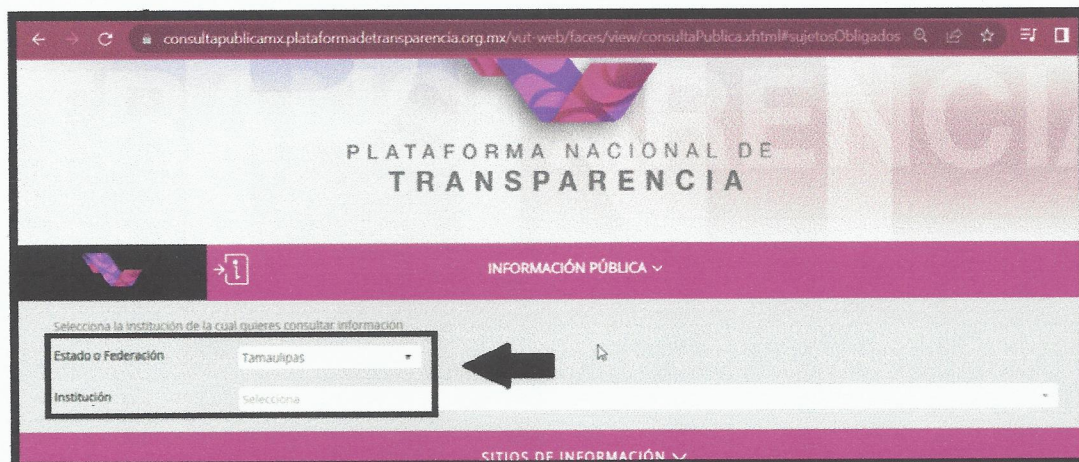 consultapublicamx.plataformadetransparencia.org.mx/vut-web/faces/view/consultaPublica.xhtml#sujetosObligados
PLATAFORMA NACIONAL DE
TRANSPARENCIA
INFORMACIÓN PÚBLICA
Selecciona la institución de la cual quieres consultar información
Estado o Federación Tamaulipas
Institución Selecciona
SITIOS DE INFORMACIÓN